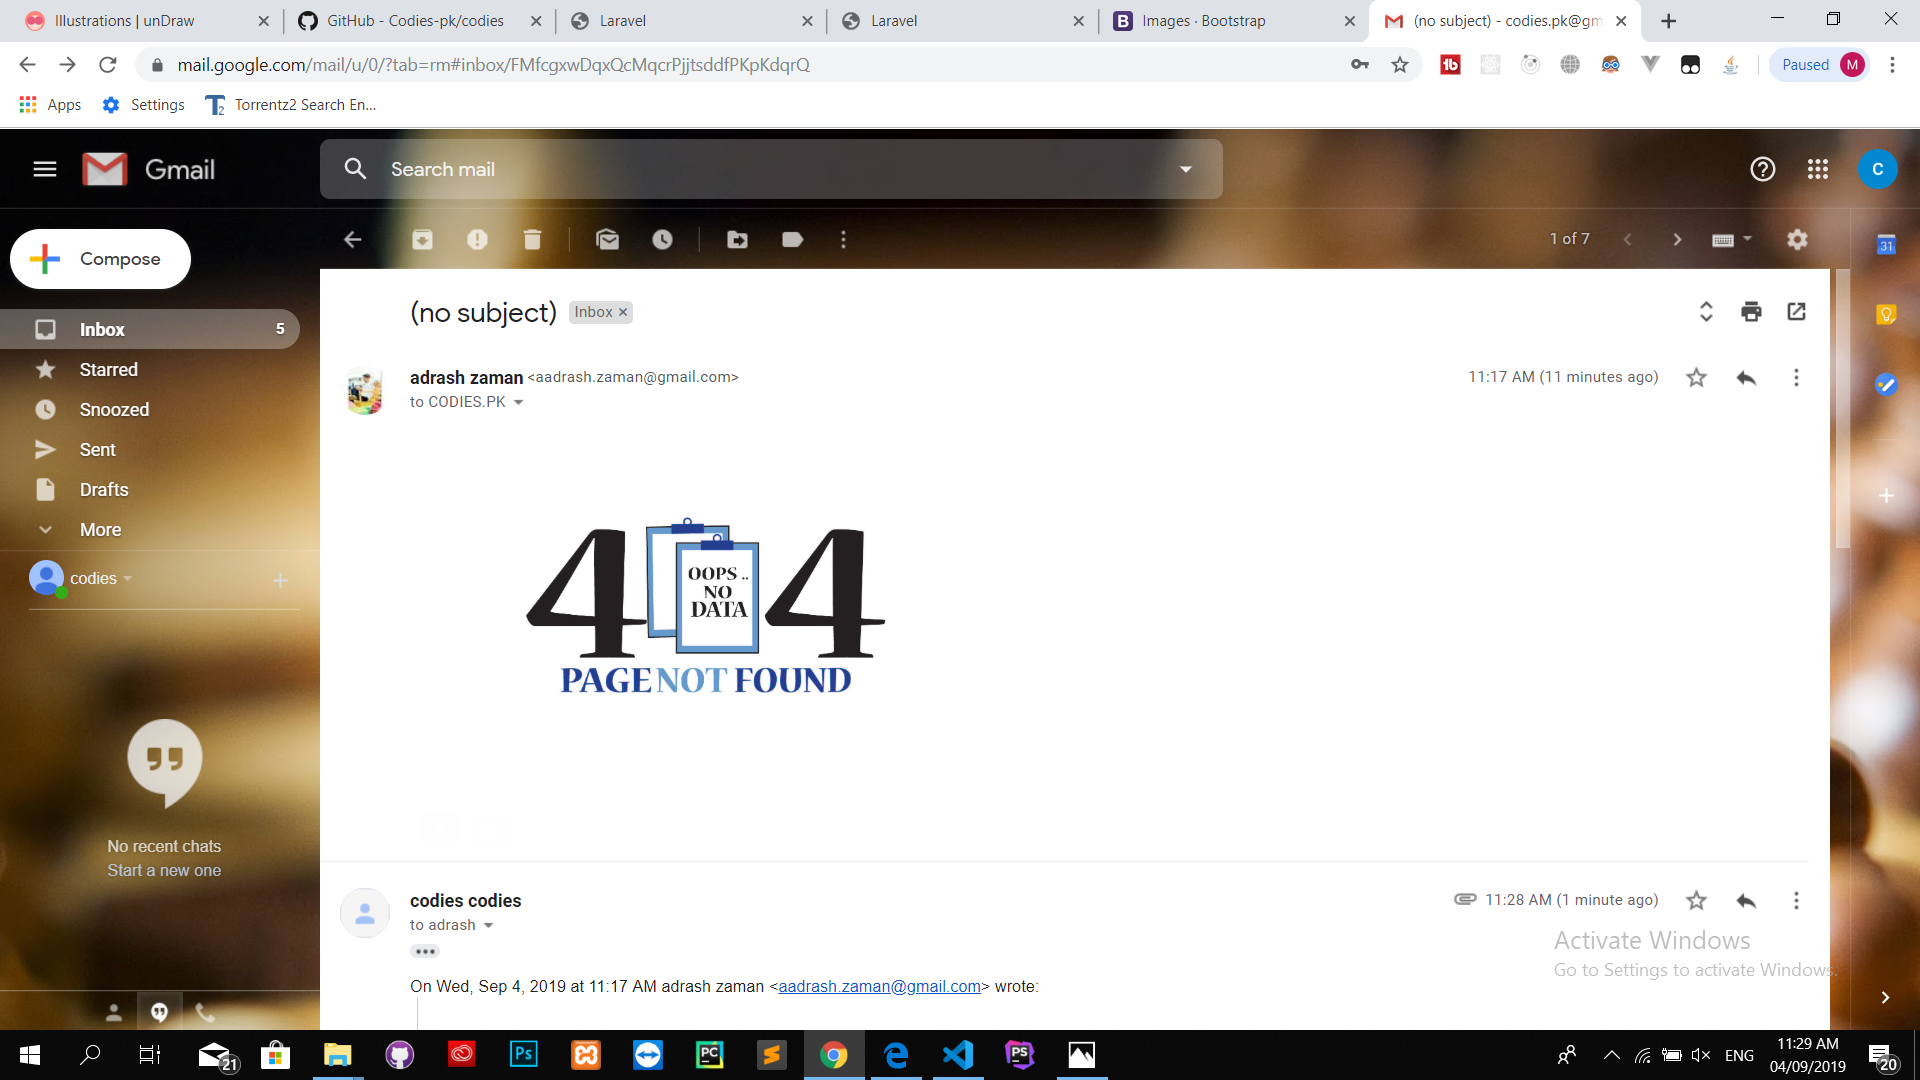 Illustrations | unDraw
GitHub - Codies-pk/codies
Laravel
Laravel
Images · Bootstrap
(no subject) - codies.pk@gm
mail.google.com/mail/u/0/?tab=rm#inbox/FMfcgxwDqxQcMqcrPjjtsddfPKpKdqrQ
Paused
M
Apps
Settings
Torrentz2 Search En...
Gmail
Search mail
C
Compose
1 of 7
31
Inbox
5
Starred
Snoozed
Sent
Drafts
More
codies
No recent chats
Start a new one
(no subject)
Inbox
adrash zaman <aadrash.zaman@gmail.com>
11:17 AM (11 minutes ago)
to CODIES.PK
4 4
OOPS ..
NO
DATA
PAGE NOT FOUND
codies codies
11:28 AM (1 minute ago)
to adrash
On Wed, Sep 4, 2019 at 11:17 AM adrash zaman <aadrash.zaman@gmail.com> wrote:
Activate Windows
Go to Settings to activate Windows.
21
Ps
PC
PS
ENG
11:29 AM
04/09/2019
20